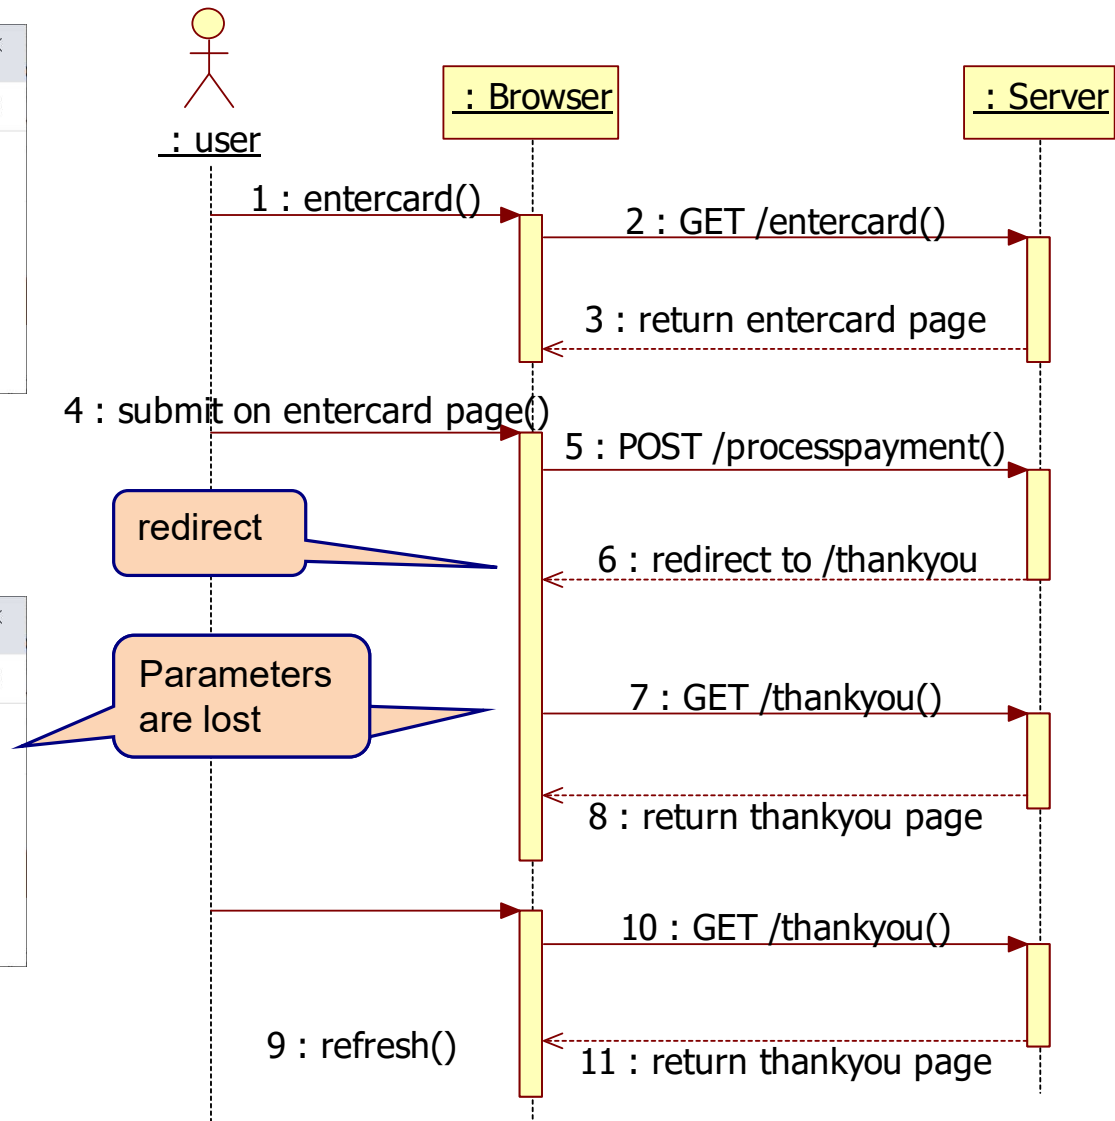 : Browser
: Server
: user
1 : entercard()
2 : GET /entercard()
3 : return entercard page
4 : submit on entercard page()
5 : POST /processpayment()
redirect
6 : redirect to /thankyou
Parameters
are lost
7 : GET /thankyou()
8 : return thankyou page
10 : GET /thankyou()
9 : refresh()
11 : return thankyou page